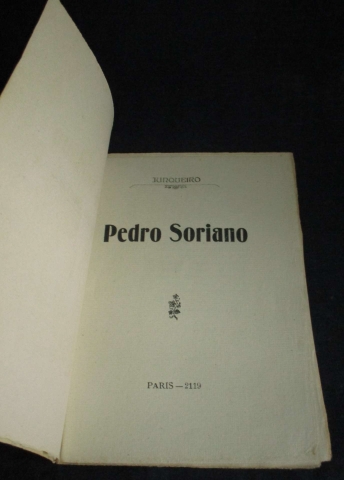 JUNQUEIRO
Pedro Soriano
PARIS — 2119